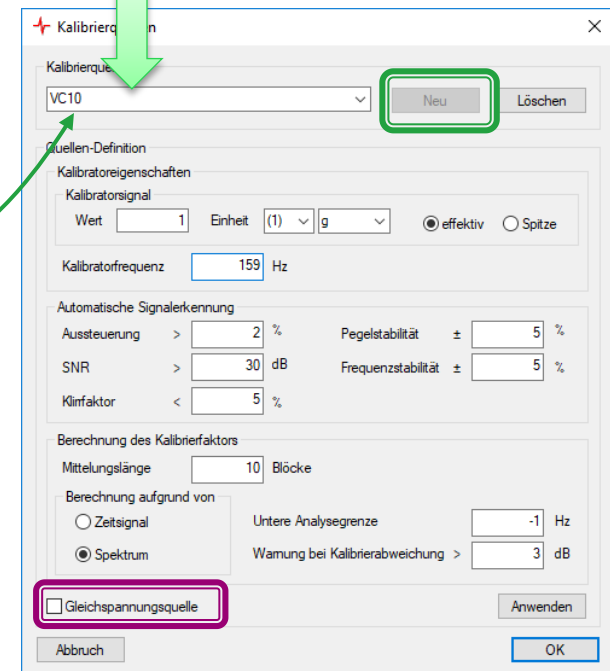 Kalibrierq n
Kalibrierque
VC10 Neu Löschen
Quellen-Definition
Kalibratoreigenschaften
Kalibratorsignal
Wert 1 Einheit (1) g effektiv Spitze
Kalibratorfrequenz 159 Hz
Automatische Signalerkennung
Aussteuerung > 2 % Pegelstabilität ± 5 %
SNR > 30 dB Frequenzstabilität ± 5 %
Klirrfaktor < 5 %
Berechnung des Kalibrierfaktors
Mittelungslänge 10 Blöcke
Berechnung aufgrund von
Zeitsignal Untere Analysegrenze -1 Hz
Spektrum Warnung bei Kalibrierabweichung > 3 dB
Gleichspannungsquelle Anwenden
Abbruch OK